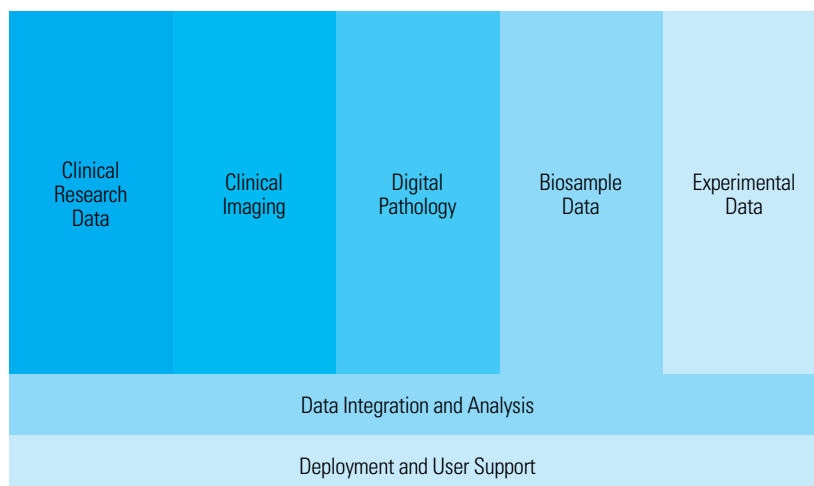 Clinical
Research
Data
Clinical
Imaging
Digital
Pathology
Biosample
Data
Experimental
Data
Data Integration and Analysis
Deployment and User Support